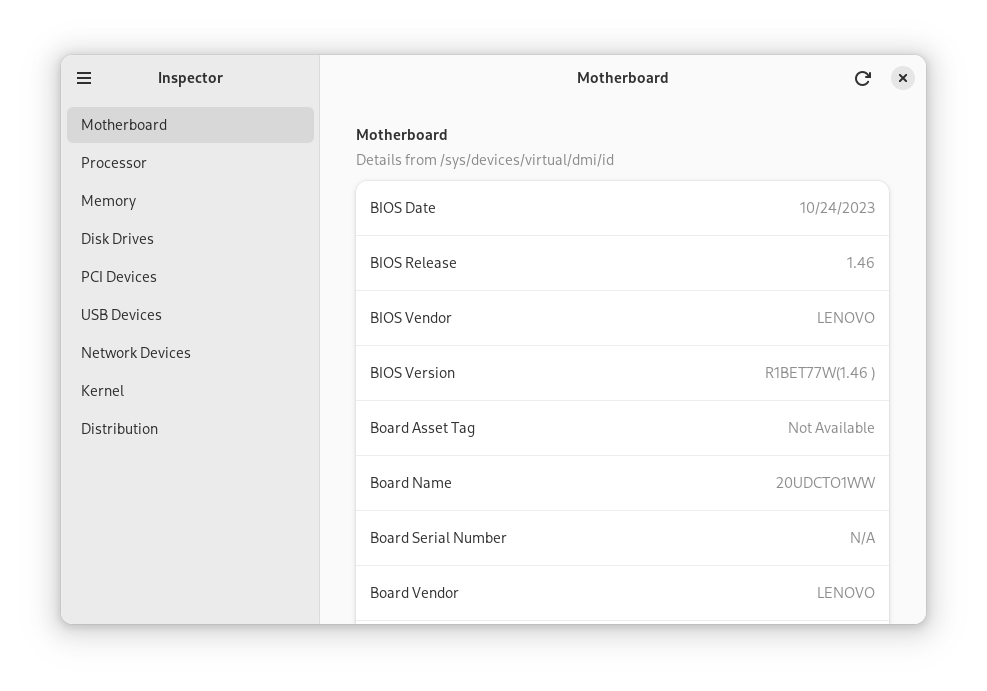 Inspector
Motherboard
Processor
Memory
Disk Drives
PCI Devices
USB Devices
Network Devices
Kernel
Distribution
Motherboard
Motherboard
Details from /sys/devices/virtual/dmi/id
BIOS Date 10/24/2023
BIOS Release 1.46
BIOS Vendor LENOVO
BIOS Version R1BET77W(1.46 )
Board Asset Tag Not Available
Board Name 20UDCTO1WW
Board Serial Number N/A
Board Vendor LENOVO